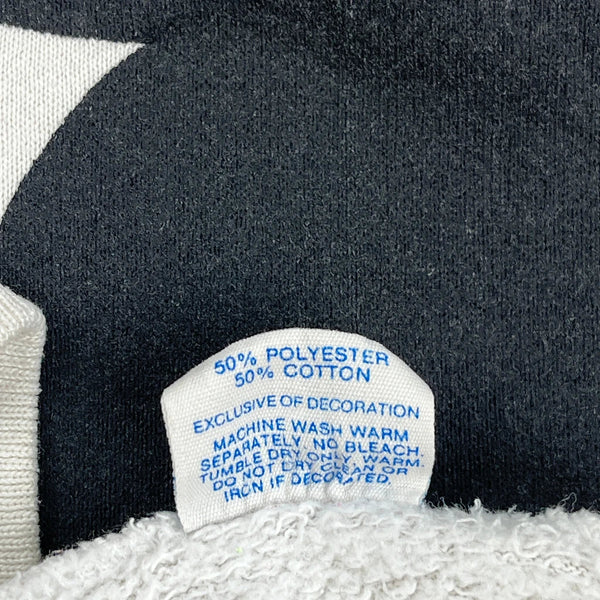 50% POLYESTER
50% COTTON
EXCLUSIVE OF DECORATION
MACHINE WASH WARM
SEPARATELY, NO BLEACH.
TUMBLE DRY ONLY, WARM.
DO NOT DRY CLEAN OR
IRON IF DECORATED.